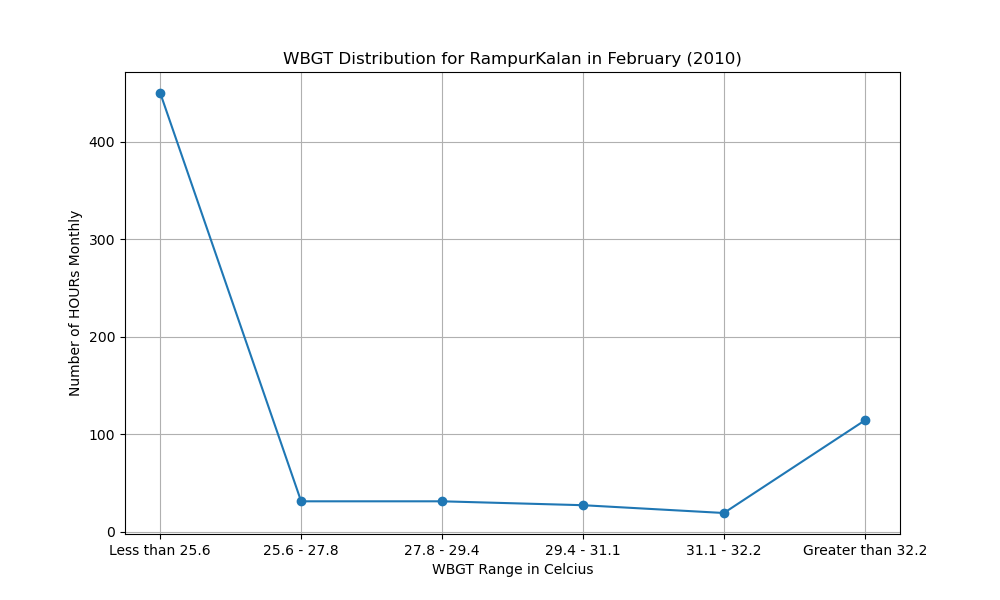 WBGT Distribution for RampurKalan in February (2010)
Number of HOURs Monthly
400
300
200
100
0
Less than 25.6 25.6 - 27.8 27.8 - 29.4 29.4 - 31.1 31.1 - 32.2 Greater than 32.2
WBGT Range in Celcius